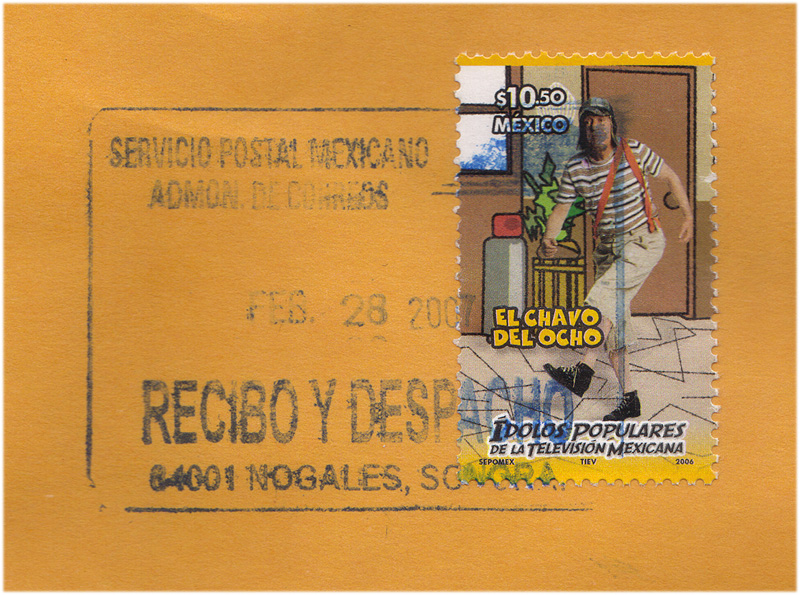 SERVICIO POSTAL MEXICANO
ADMON. DE CORREOS
FEB. 28 2007
RECIBO Y DESPACHO
84001 NOGALES, SONORA.
$10.50
MÉXICO
EL CHAVO
DEL OCHO
ÍDOLOS POPULARES
DE LA TELEVISIÓN MEXICANA
SEPOMEX TIEV 2006